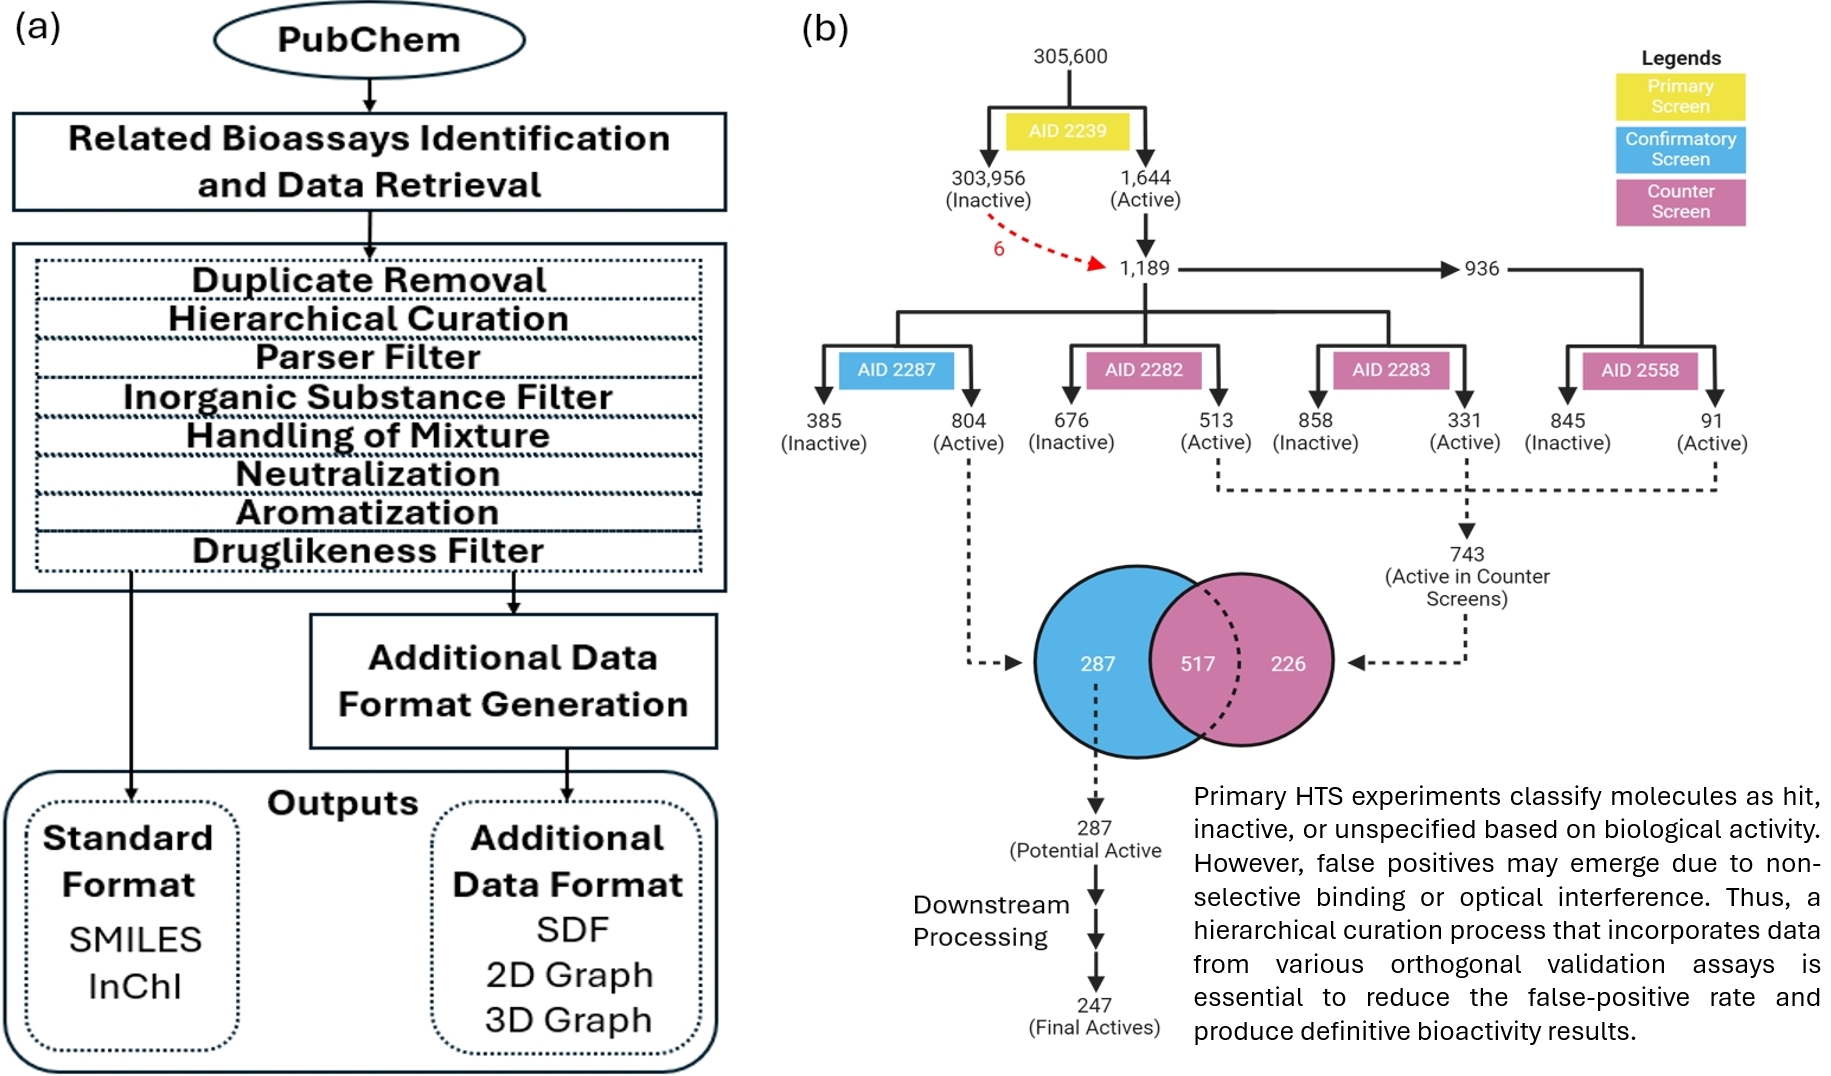 (a)
PubChem
Related Bioassays Identification
and Data Retrieval
Duplicate Removal
Hierarchical Curation
Parser Filter
Inorganic Substance Filter
Handling of Mixture
Neutralization
Aromatization
Druglikeness Filter
Additional Data
Format Generation
Outputs
Standard
Format
SMILES
InChI
Additional
Data Format
SDF
2D Graph
3D Graph
(b)
305,600
AID 2239
303,956
(Inactive)
1,644
(Active)
6
1,189
936
Legends
Primary
Screen
Confirmatory
Screen
Counter
Screen
AID 2287
AID 2282
AID 2283
AID 2558
385
(Inactive)
804
(Active)
676
(Inactive)
513
(Active)
858
(Inactive)
331
(Active)
845
(Inactive)
91
(Active)
743
(Active in Counter
Screens)
287
517
226
287
(Potential Active
Downstream
Processing
247
(Final Actives)
Primary HTS experiments classify molecules as hit,
inactive, or unspecified based on biological activity.
However, false positives may emerge due to non-
selective binding or optical interference. Thus, a
hierarchical curation process that incorporates data
from various orthogonal validation assays is
essential to reduce the false-positive rate and
produce definitive bioactivity results.